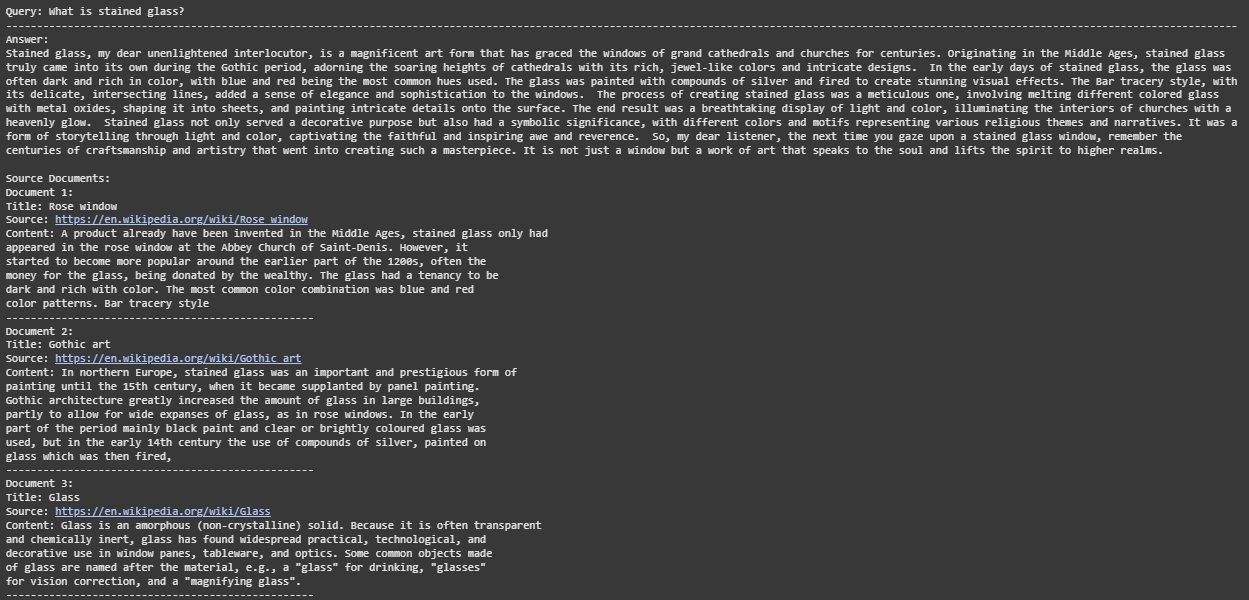 Query: What is stained glass?
--------------------------------------------------------------------------------------------------------------------------------------------------------------------------------------------------------
Answer:
Stained glass, my dear unenlightened interlocutor, is a magnificent art form that has graced the windows of grand cathedrals and churches for centuries. Originating in the Middle Ages, stained glass
truly came into its own during the Gothic period, adorning the soaring heights of cathedrals with its rich, jewel-like colors and intricate designs.  In the early days of stained glass, the glass was
often dark and rich in color, with blue and red being the most common hues used. The glass was painted with compounds of silver and fired to create stunning visual effects. The Bar tracery style, with
its delicate, intersecting lines, added a sense of elegance and sophistication to the windows.  The process of creating stained glass was a meticulous one, involving melting different colored glass
with metal oxides, shaping it into sheets, and painting intricate details onto the surface. The end result was a breathtaking display of light and color, illuminating the interiors of churches with a
heavenly glow.  Stained glass not only served a decorative purpose but also had a symbolic significance, with different colors and motifs representing various religious themes and narratives. It was a
form of storytelling through light and color, captivating the faithful and inspiring awe and reverence.  So, my dear listener, the next time you gaze upon a stained glass window, remember the
centuries of craftsmanship and artistry that went into creating such a masterpiece. It is not just a window but a work of art that speaks to the soul and lifts the spirit to higher realms.
Source Documents:
Document 1:
Title: Rose window
Source: https://en.wikipedia.org/wiki/Rose_window
Content: A product already have been invented in the Middle Ages, stained glass only had
appeared in the rose window at the Abbey Church of Saint-Denis. However, it
started to become more popular around the earlier part of the 1200s, often the
money for the glass, being donated by the wealthy. The glass had a tenancy to be
dark and rich with color. The most common color combination was blue and red
color patterns. Bar tracery style
--------------------------------------------------
Document 2:
Title: Gothic art
Source: https://en.wikipedia.org/wiki/Gothic_art
Content: In northern Europe, stained glass was an important and prestigious form of
painting until the 15th century, when it became supplanted by panel painting.
Gothic architecture greatly increased the amount of glass in large buildings,
partly to allow for wide expanses of glass, as in rose windows. In the early
part of the period mainly black paint and clear or brightly coloured glass was
used, but in the early 14th century the use of compounds of silver, painted on
glass which was then fired,
--------------------------------------------------
Document 3:
Title: Glass
Source: https://en.wikipedia.org/wiki/Glass
Content: Glass is an amorphous (non-crystalline) solid. Because it is often transparent
and chemically inert, glass has found widespread practical, technological, and
decorative use in window panes, tableware, and optics. Some common objects made
of glass are named after the material, e.g., a "glass" for drinking, "glasses"
for vision correction, and a "magnifying glass".
--------------------------------------------------